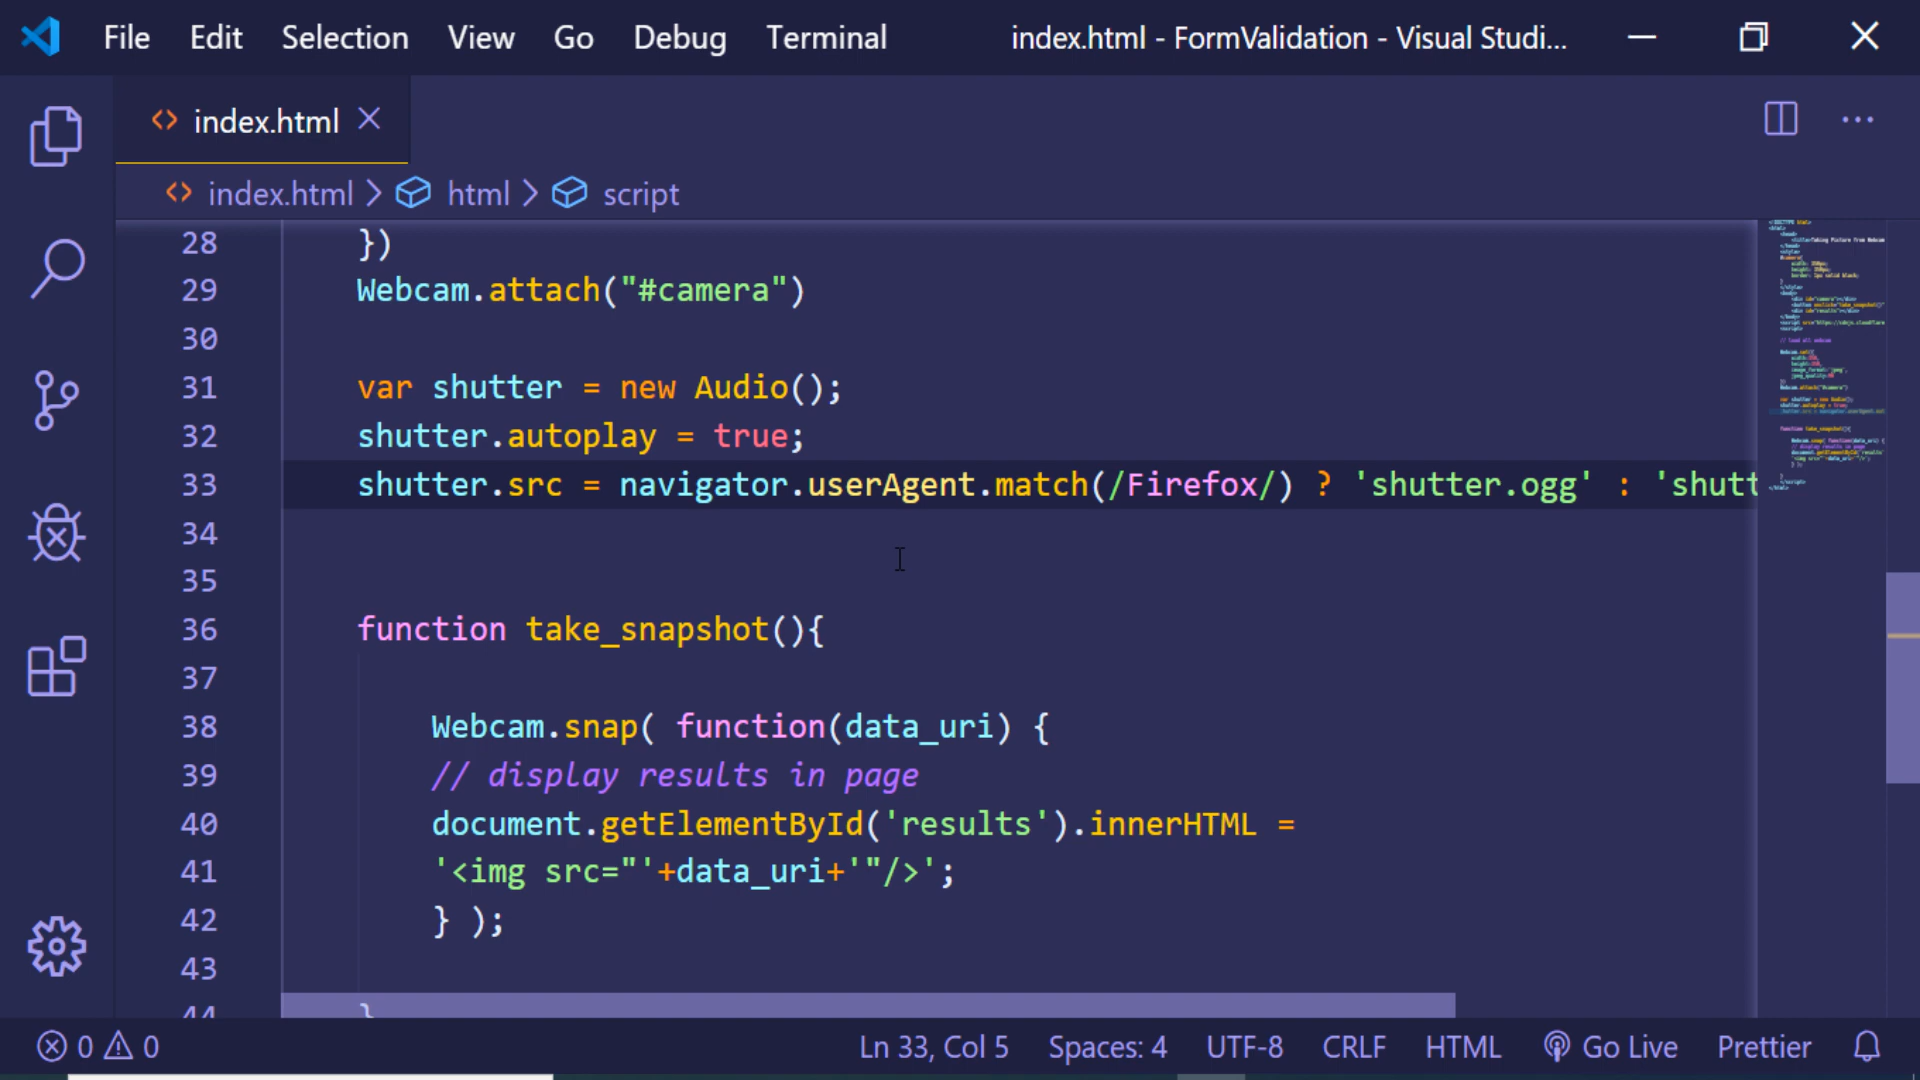 File Edit Selection View Go Debug Terminal index.html - FormValidation - Visual Studi...
index.html
index.html > html > script
28 })
29 Webcam.attach("#camera")
30
31 var shutter = new Audio();
32 shutter.autoplay = true;
33 shutter.src = navigator.userAgent.match(/Firefox/) ? 'shutter.ogg' : 'shutt
34
35
36 function take_snapshot(){
37
38 Webcam.snap( function(data_uri) {
39 // display results in page
40 document.getElementById('results').innerHTML =
41 '<img src="'+data_uri+'"/>';
42 } );
43
44 }
0 0 Ln 33, Col 5 Spaces: 4 UTF-8 CRLF HTML Go Live Prettier